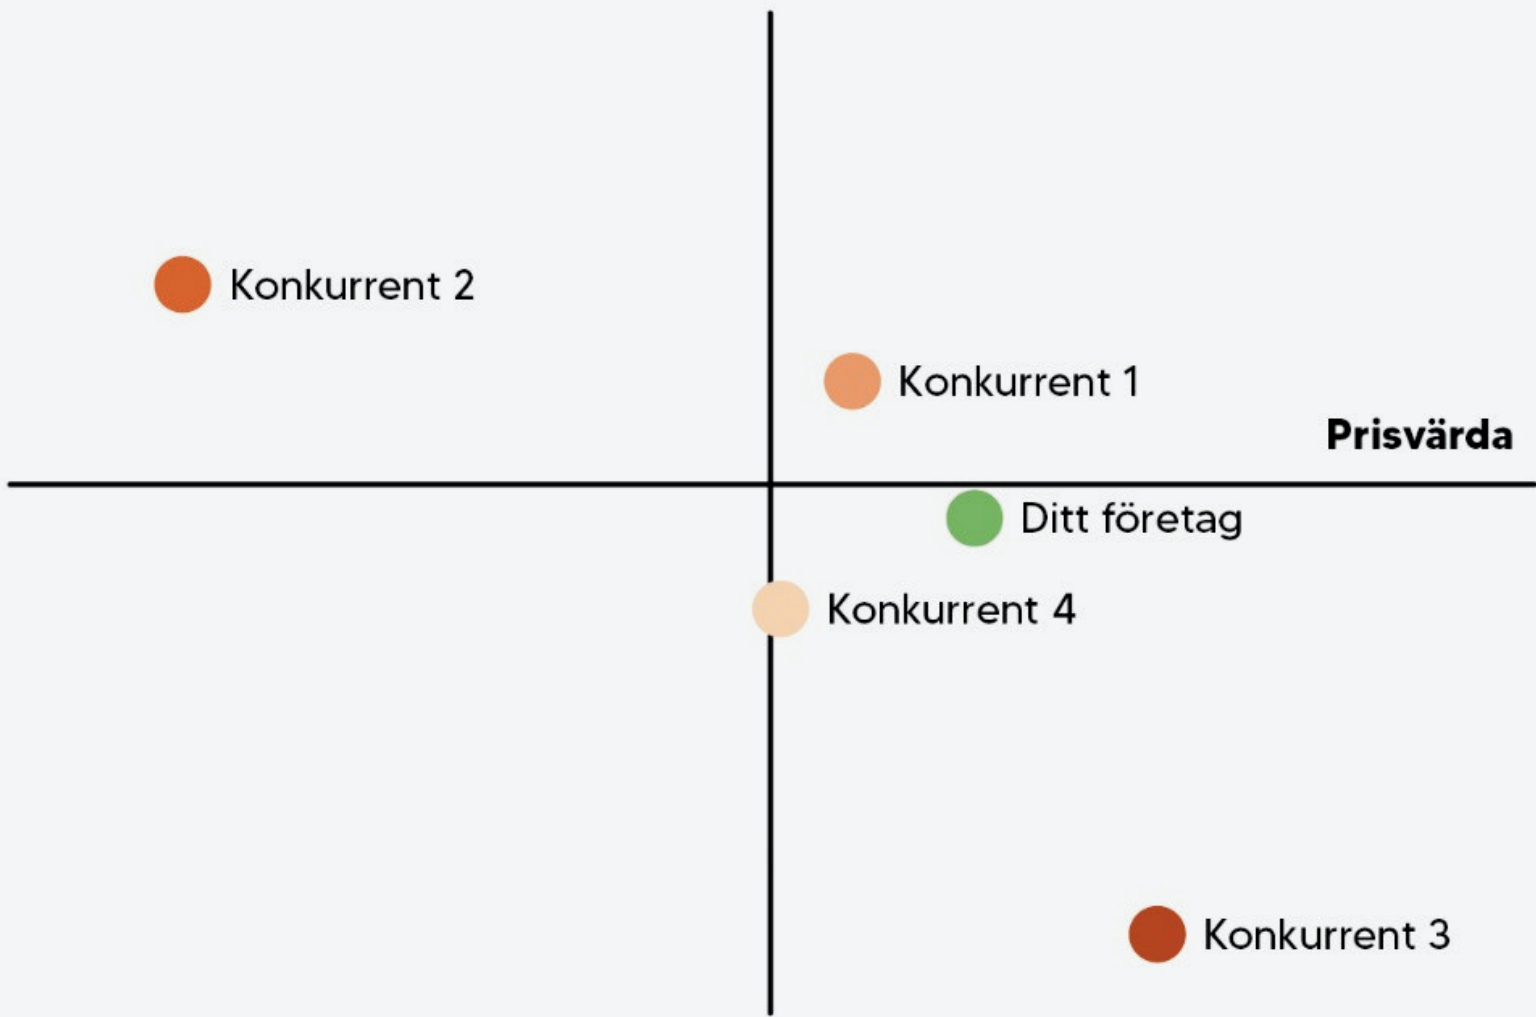 Konkurrent 2
Konkurrent 1
Prisvärda
Ditt företag
Konkurrent 4
Konkurrent 3